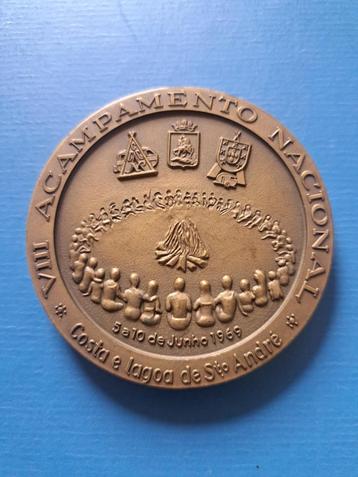 VIII ACAMPAMENTO NACIONAL
5 a 10 de Junho 1969
* Costa e lagoa de Sto André *